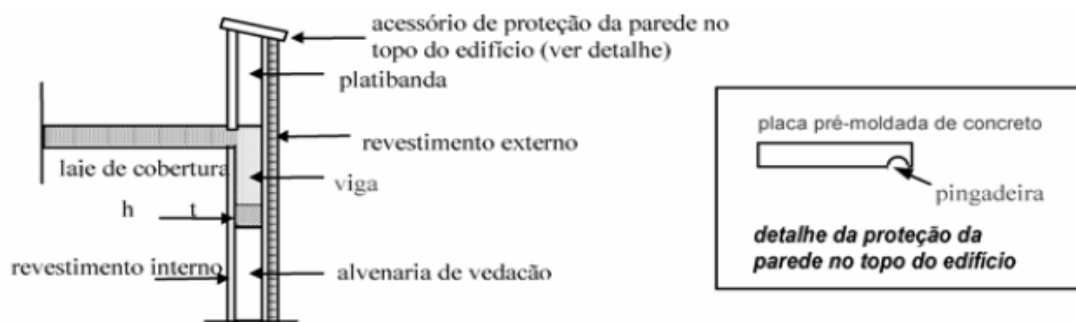 acessório de proteção da parede no
topo do edifício (ver detalhe)
platibanda
revestimento externo
laje de cobertura
viga
h t
revestimento interno
alvenaria de vedacão
placa pré-moldada de concreto
pingadeira
detalhe da proteção da
parede no topo do edifício